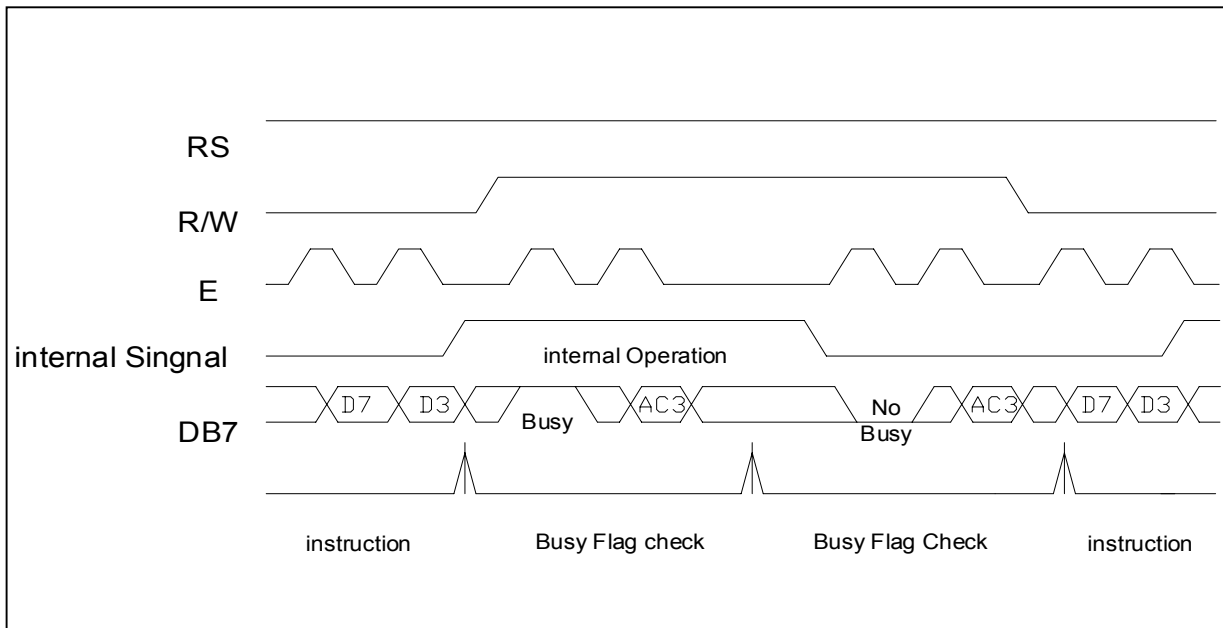 RS
R/W
E
internal Singnal
internal Operation
DB7
D7 D3 Busy AC3 No Busy AC3 D7 D3
instruction Busy Flag check Busy Flag Check instruction